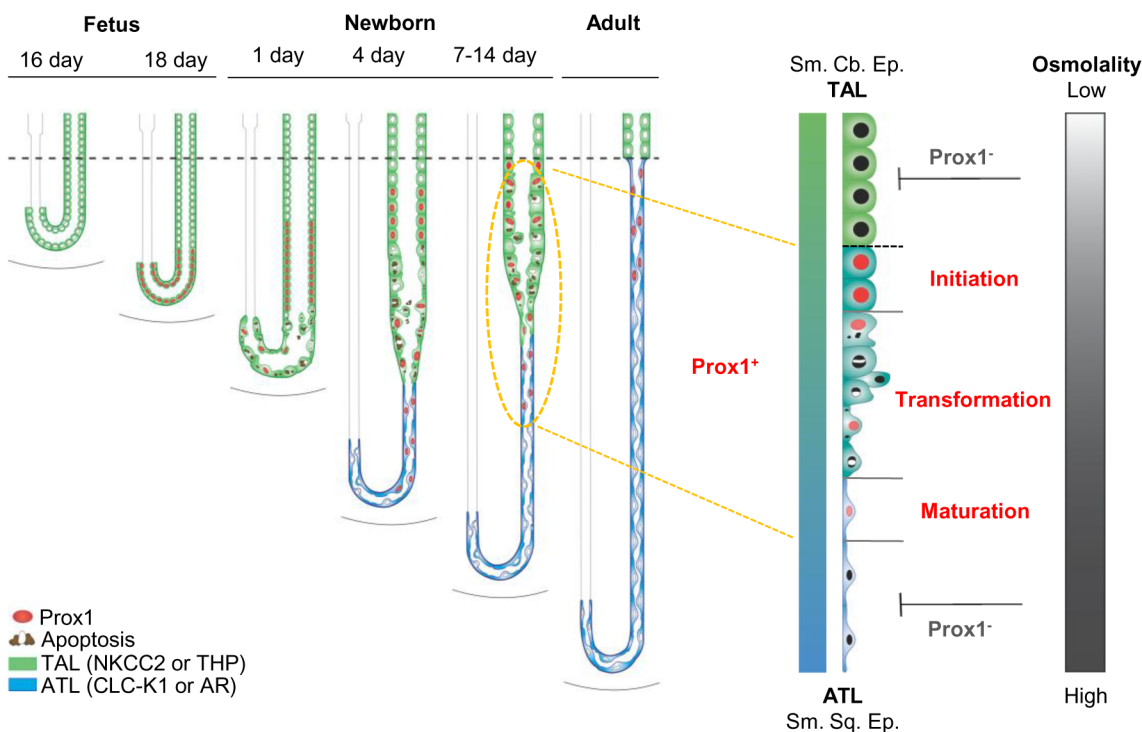 Fetus
Newborn
Adult
16 day
18 day
1 day
4 day
7-14 day
Sm. Cb. Ep.
TAL
Osmolality
Low
Prox1-
Initiation
Prox1+
Transformation
Maturation
Prox1-
Prox1
Apoptosis
TAL (NKCC2 or THP)
ATL (CLC-K1 or AR)
ATL
Sm. Sq. Ep.
High